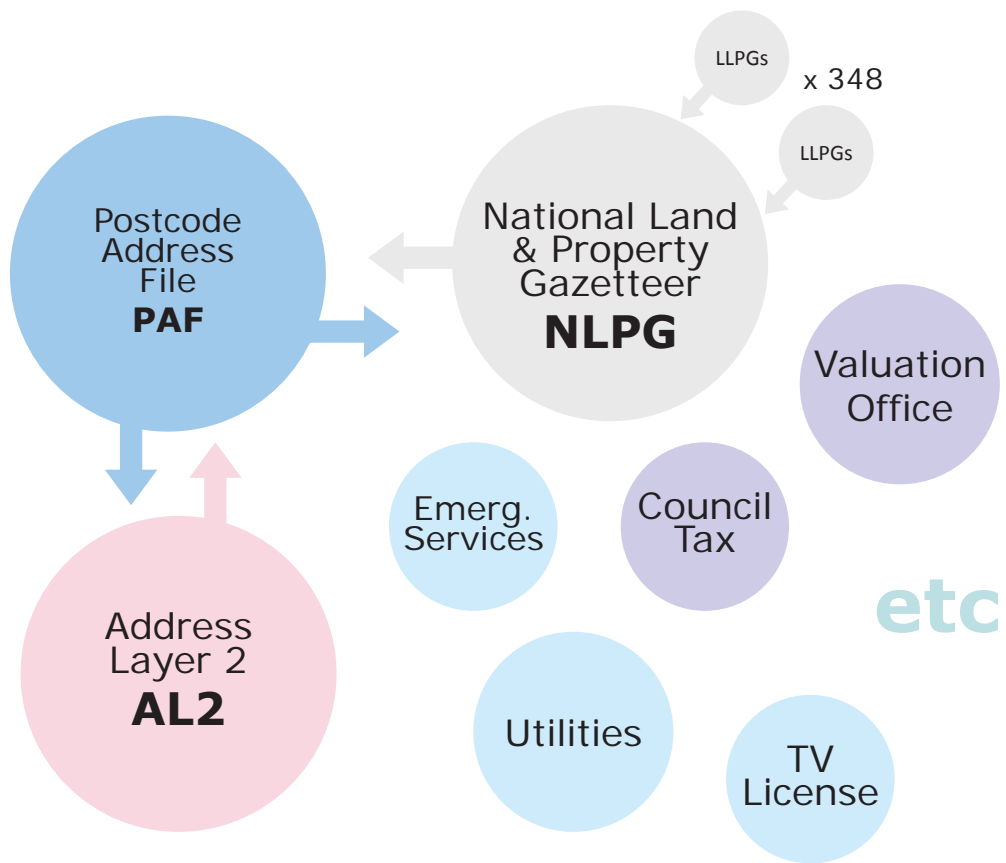 LLPGs
x 348
LLPGs
Postcode
Address
File
PAF
National Land
& Property
Gazetteer
NLPG
Valuation
Office
Emerg.
Services
Council
Tax
etc
Address
Layer 2
AL2
Utilities
TV
License